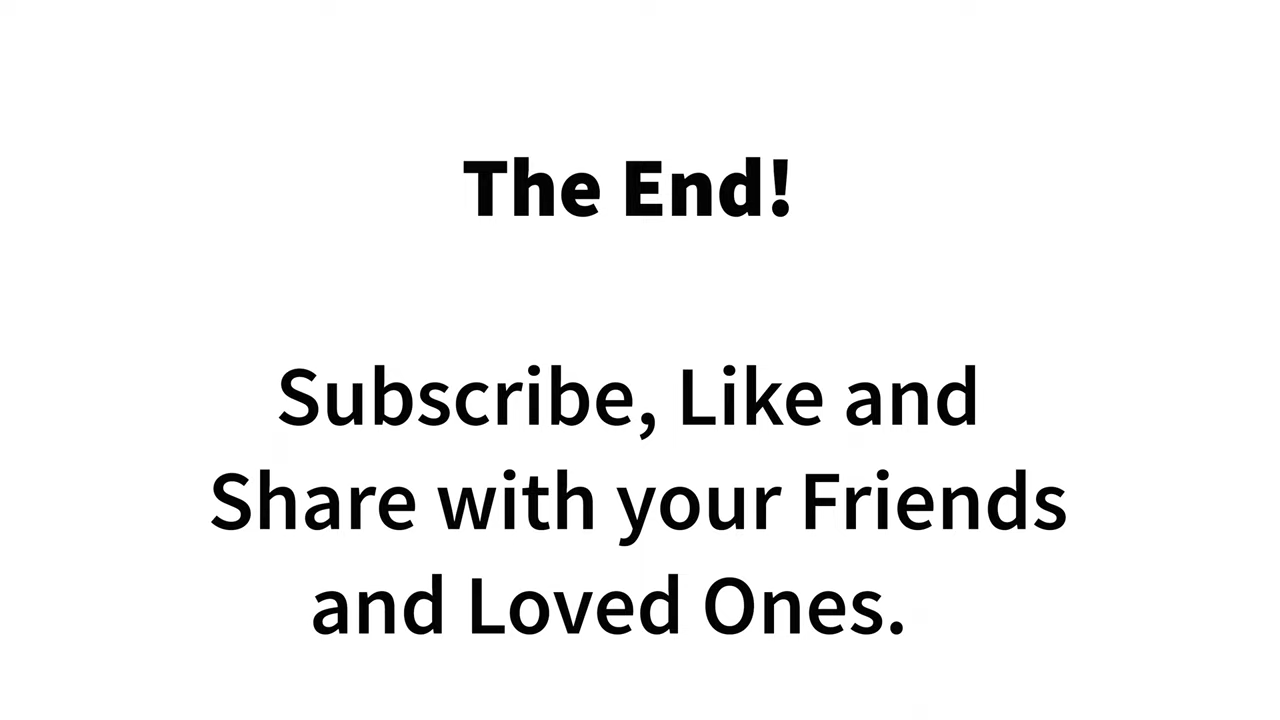 The End!
Subscribe, Like and
Share with your Friends
and Loved Ones.